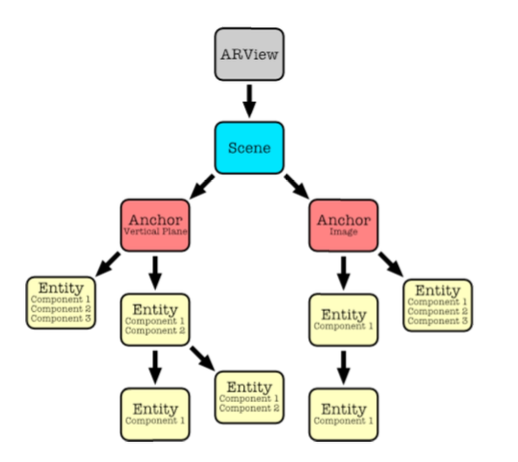 ARView
Scene
Anchor
Vertical Plane
Anchor
Image
Entity
Component 1
Component 2
Component 3
Entity
Component 1
Component 2
Entity
Component 1
Entity
Component 1
Component 2
Component 3
Entity
Component 1
Entity
Component 1
Component 2
Entity
Component 1